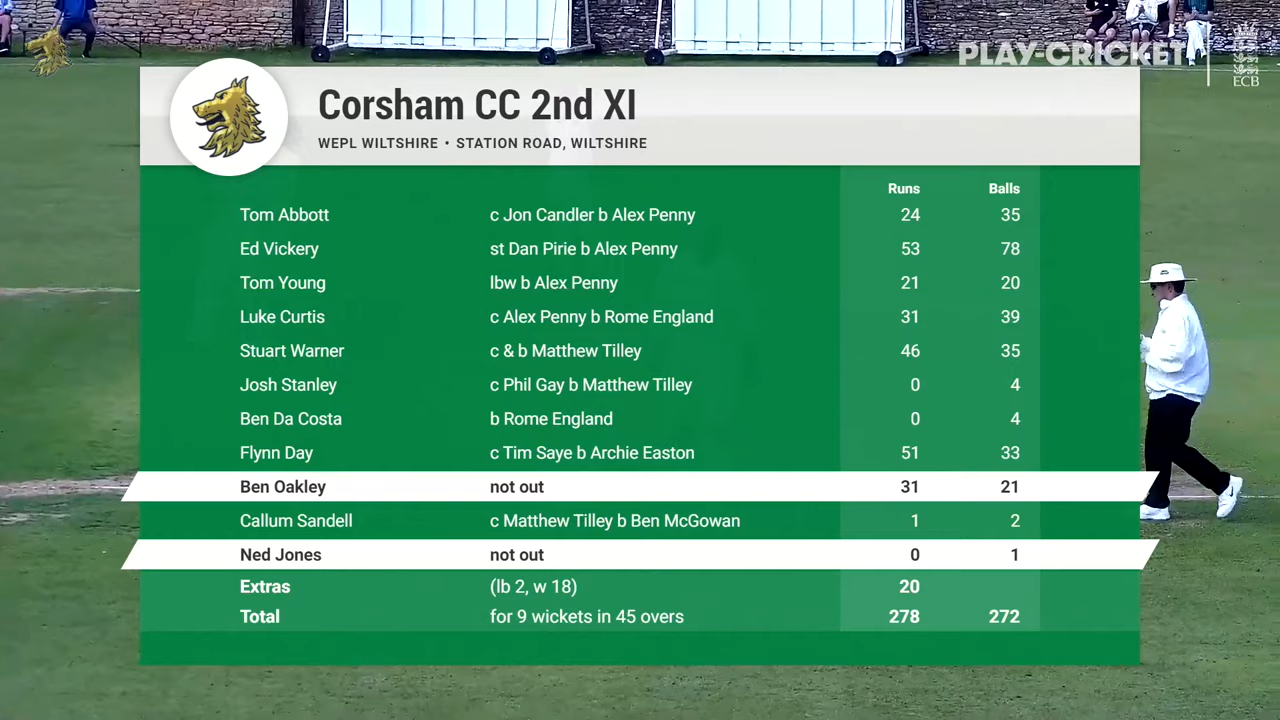 PLAY-CRICKET
ECB
Corsham CC 2nd XI
WEPL WILTSHIRE • STATION ROAD, WILTSHIRE
Runs Balls
Tom Abbott c Jon Candler b Alex Penny 24 35
Ed Vickery st Dan Pirie b Alex Penny 53 78
Tom Young lbw b Alex Penny 21 20
Luke Curtis c Alex Penny b Rome England 31 39
Stuart Warner c & b Matthew Tilley 46 35
Josh Stanley c Phil Gay b Matthew Tilley 0 4
Ben Da Costa b Rome England 0 4
Flynn Day c Tim Saye b Archie Easton 51 33
Ben Oakley not out 31 21
Callum Sandell c Matthew Tilley b Ben McGowan 1 2
Ned Jones not out 0 1
Extras (lb 2, w 18) 20
Total for 9 wickets in 45 overs 278 272